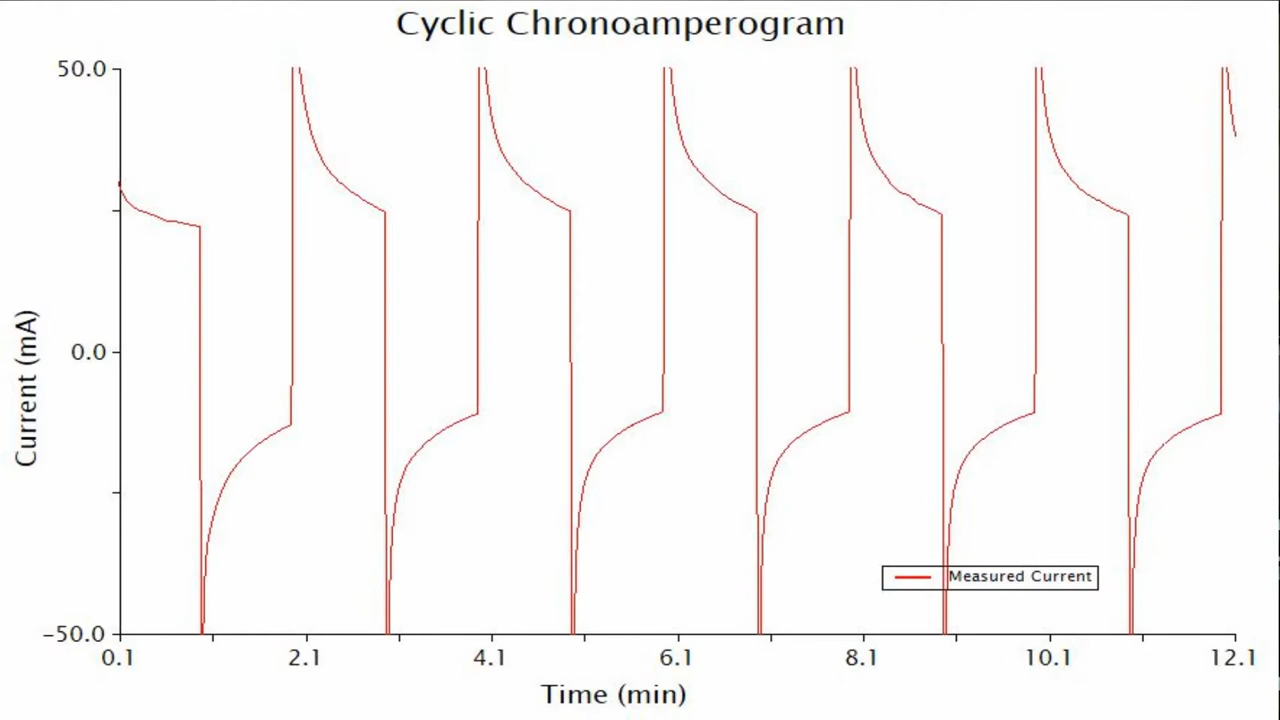 Cyclic Chronoamperogram
50.0
0.0
−50.0
Current (mA)
Measured Current
0.1 2.1 4.1 6.1 8.1 10.1 12.1
Time (min)